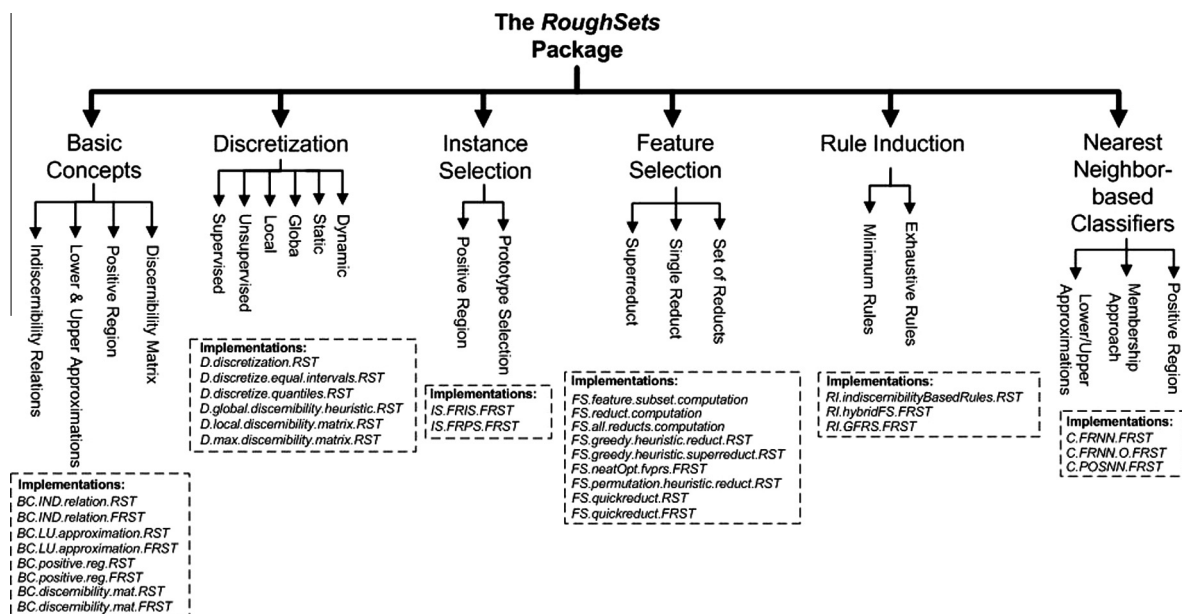 The RoughSets
Package
Basic
Concepts
Indiscernibility Relations
Lower & Upper Approximations
Positive Region
Discernibility Matrix
Implementations:
BC.IND.relation.RST
BC.IND.relation.FRST
BC.LU.approximation.RST
BC.LU.approximation.FRST
BC.positive.reg.RST
BC.positive.reg.FRST
BC.discernibility.mat.RST
BC.discernibility.mat.FRST
Discretization
Supervised
Unsupervised
Local
Globa
Static
Dynamic
Implementations:
D.discretization.RST
D.discretize.equal.intervals.RST
D.discretize.quantiles.RST
D.global.discernibility.heuristic.RST
D.local.discernibility.matrix.RST
D.max.discernibility.matrix.RST
Instance
Selection
Positive Region
Prototype Selection
Implementations:
IS.FRIS.FRST
IS.FRPS.FRST
Feature
Selection
Superreduct
Single Reduct
Set of Reducts
Implementations:
FS.feature.subset.computation
FS.reduct.computation
FS.all.reducts.computation
FS.greedy.heuristic.reduct.RST
FS.greedy.heuristic.superreduct.RST
FS.neatOpt.fvprs.FRST
FS.permutation.heuristic.reduct.RST
FS.quickreduct.RST
FS.quickreduct.FRST
Rule Induction
Minimum Rules
Exhaustive Rules
Implementations:
RI.indiscernibilityBasedRules.RST
RI.hybridFS.FRST
RI.GFRS.FRST
Nearest
Neighbor-
based
Classifiers
Lower/Upper
Approximations
Membership
Approach
Positive Region
Implementations:
C.FRNN.FRST
C.FRNN.O.FRST
C.POSNN.FRST